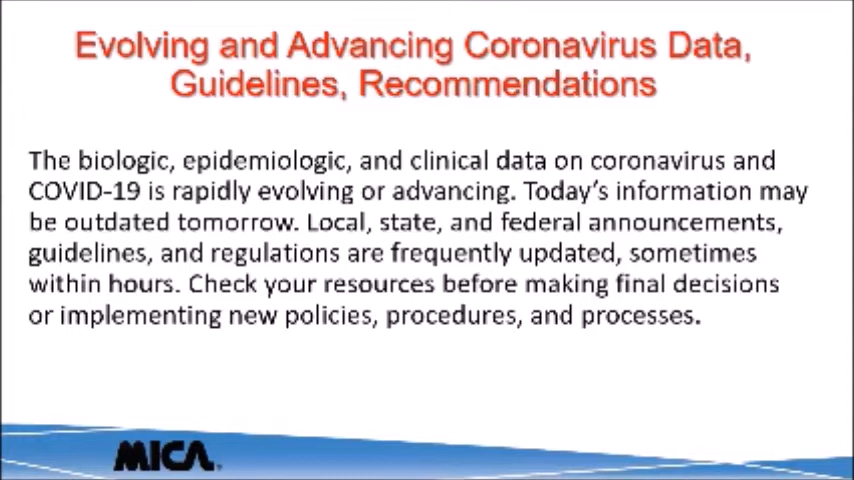 Evolving and Advancing Coronavirus Data,
Guidelines, Recommendations
The biologic, epidemiologic, and clinical data on coronavirus and
COVID-19 is rapidly evolving or advancing. Today's information may
be outdated tomorrow. Local, state, and federal announcements,
guidelines, and regulations are frequently updated, sometimes
within hours. Check your resources before making final decisions
or implementing new policies, procedures, and processes.
MICA